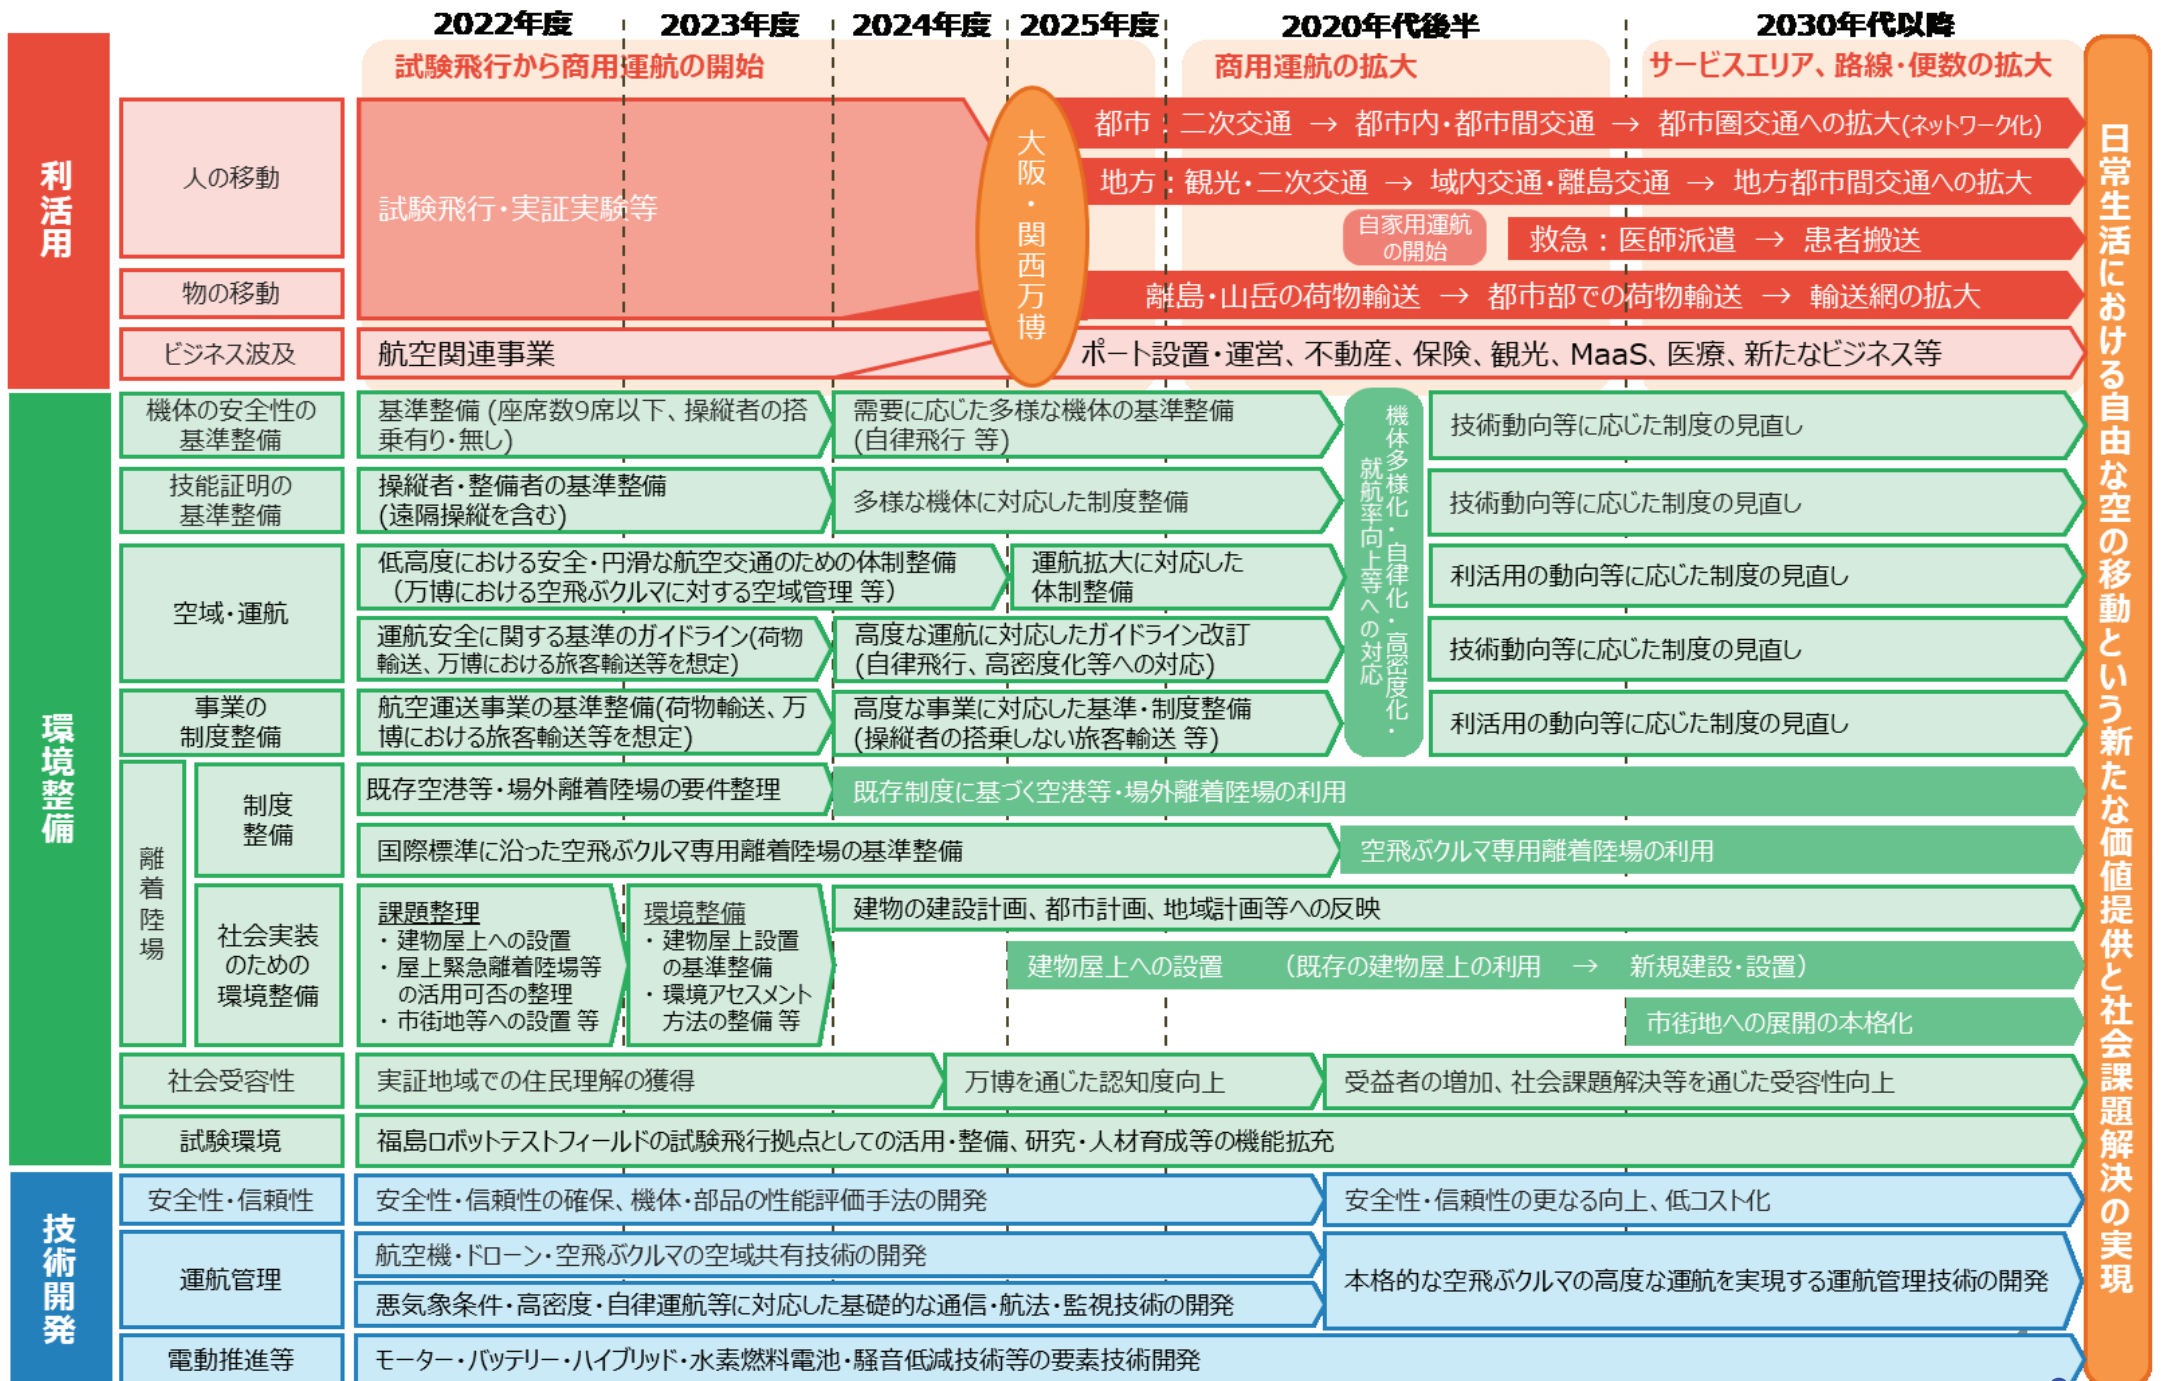 2022年度
2023年度
2024年度
2025年度
2020年代後半
2030年代以降
試験飛行から商用運航の開始
商用運航の拡大
サービスエリア、路線・便数の拡大
利活用
人の移動
試験飛行・実証実験等
大阪・関西万博
都市：二次交通 → 都市内・都市間交通 → 都市圏交通への拡大(ネットワーク化)
地方：観光・二次交通 → 域内交通・離島交通 → 地方都市間交通への拡大
自家用運航
の開始
救急：医師派遣 → 患者搬送
物の移動
離島・山岳の荷物輸送 → 都市部での荷物輸送 → 輸送網の拡大
ビジネス波及
航空関連事業
ポート設置・運営、不動産、保険、観光、MaaS、医療、新たなビジネス等
環境整備
機体の安全性の
基準整備
基準整備 (座席数9席以下、操縦者の搭
乗有り・無し)
需要に応じた多様な機体の基準整備
(自律飛行 等)
機体多様化・自律化・高密度化・
就航率向上等への対応
技術動向等に応じた制度の見直し
技能証明の
基準整備
操縦者・整備者の基準整備
(遠隔操縦を含む)
多様な機体に対応した制度整備
技術動向等に応じた制度の見直し
空域・運航
低高度における安全・円滑な航空交通のための体制整備
（万博における空飛ぶクルマに対する空域管理 等）
運航拡大に対応した
体制整備
利活用の動向等に応じた制度の見直し
運航安全に関する基準のガイドライン(荷物
輸送、万博における旅客輸送等を想定)
高度な運航に対応したガイドライン改訂
(自律飛行、高密度化等への対応)
技術動向等に応じた制度の見直し
事業の
制度整備
航空運送事業の基準整備(荷物輸送、万
博における旅客輸送等を想定)
高度な事業に対応した基準・制度整備
(操縦者の搭乗しない旅客輸送 等)
利活用の動向等に応じた制度の見直し
離着陸場
制度
整備
既存空港等・場外離着陸場の要件整理
既存制度に基づく空港等・場外離着陸場の利用
国際標準に沿った空飛ぶクルマ専用離着陸場の基準整備
空飛ぶクルマ専用離着陸場の利用
社会実装
のための
環境整備
課題整理
・建物屋上への設置
・屋上緊急離着陸場等
の活用可否の整理
・市街地等への設置 等
環境整備
・建物屋上設置
の基準整備
・環境アセスメント
方法の整備 等
建物の建設計画、都市計画、地域計画等への反映
建物屋上への設置 （既存の建物屋上の利用 → 新規建設・設置）
市街地への展開の本格化
社会受容性
実証地域での住民理解の獲得
万博を通じた認知度向上
受益者の増加、社会課題解決等を通じた受容性向上
試験環境
福島ロボットテストフィールドの試験飛行拠点としての活用・整備、研究・人材育成等の機能拡充
技術開発
安全性・信頼性
安全性・信頼性の確保、機体・部品の性能評価手法の開発
安全性・信頼性の更なる向上、低コスト化
運航管理
航空機・ドローン・空飛ぶクルマの空域共有技術の開発
悪気象条件・高密度・自律運航等に対応した基礎的な通信・航法・監視技術の開発
本格的な空飛ぶクルマの高度な運航を実現する運航管理技術の開発
電動推進等
モーター・バッテリー・ハイブリッド・水素燃料電池・騒音低減技術等の要素技術開発
日常生活における自由な空の移動という新たな価値提供と社会課題解決の実現